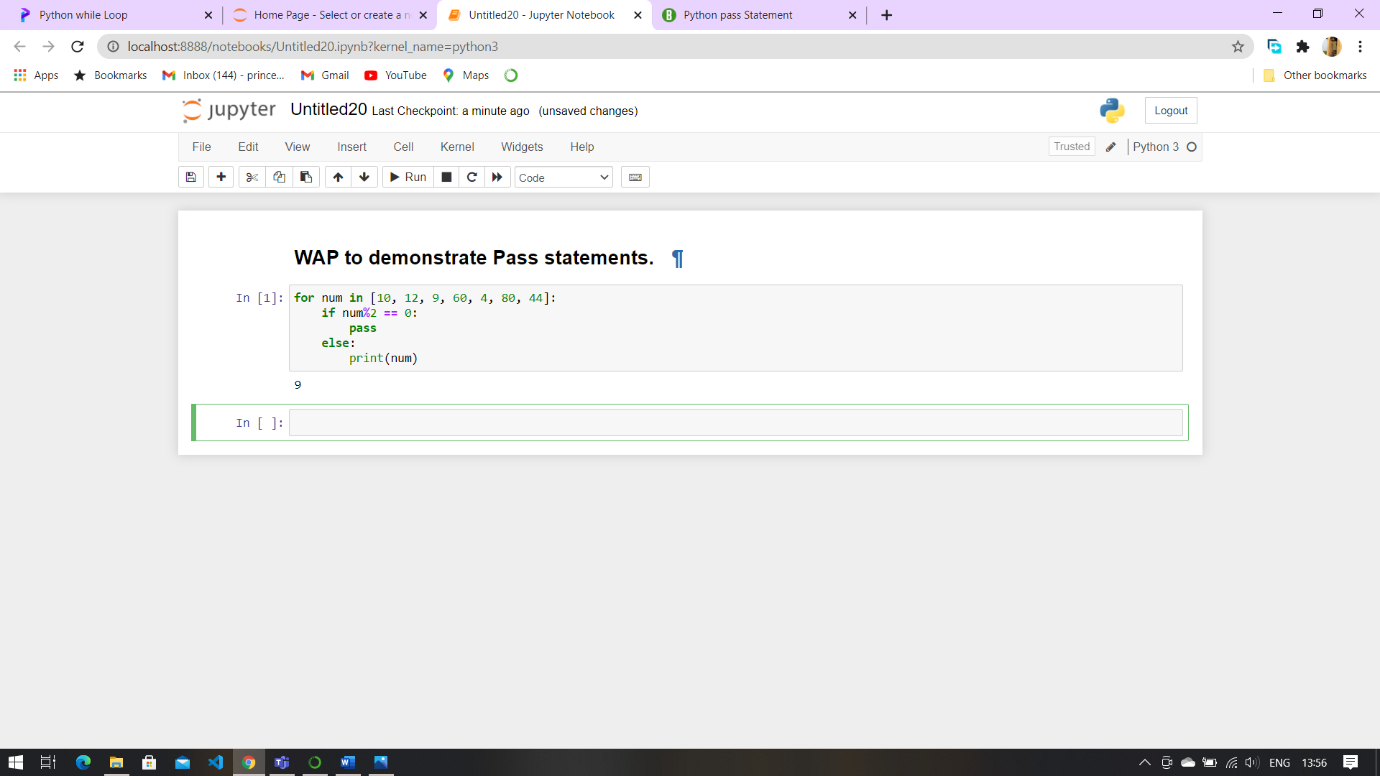 Python while Loop
Home Page - Select or create a n
Untitled20 - Jupyter Notebook
Python pass Statement
localhost:8888/notebooks/Untitled20.ipynb?kernel_name=python3
Apps
Bookmarks
Inbox (144) - prince...
Gmail
YouTube
Maps
Other bookmarks
jupyter
Untitled20 Last Checkpoint: a minute ago (unsaved changes)
Logout
File Edit View Insert Cell Kernel Widgets Help
Trusted
Python 3
Run
Code
WAP to demonstrate Pass statements. ¶
In [1]: for num in [10, 12, 9, 60, 4, 80, 44]:
    if num%2 == 0:
        pass
    else:
        print(num)
9
In [ ]:
ENG 13:56